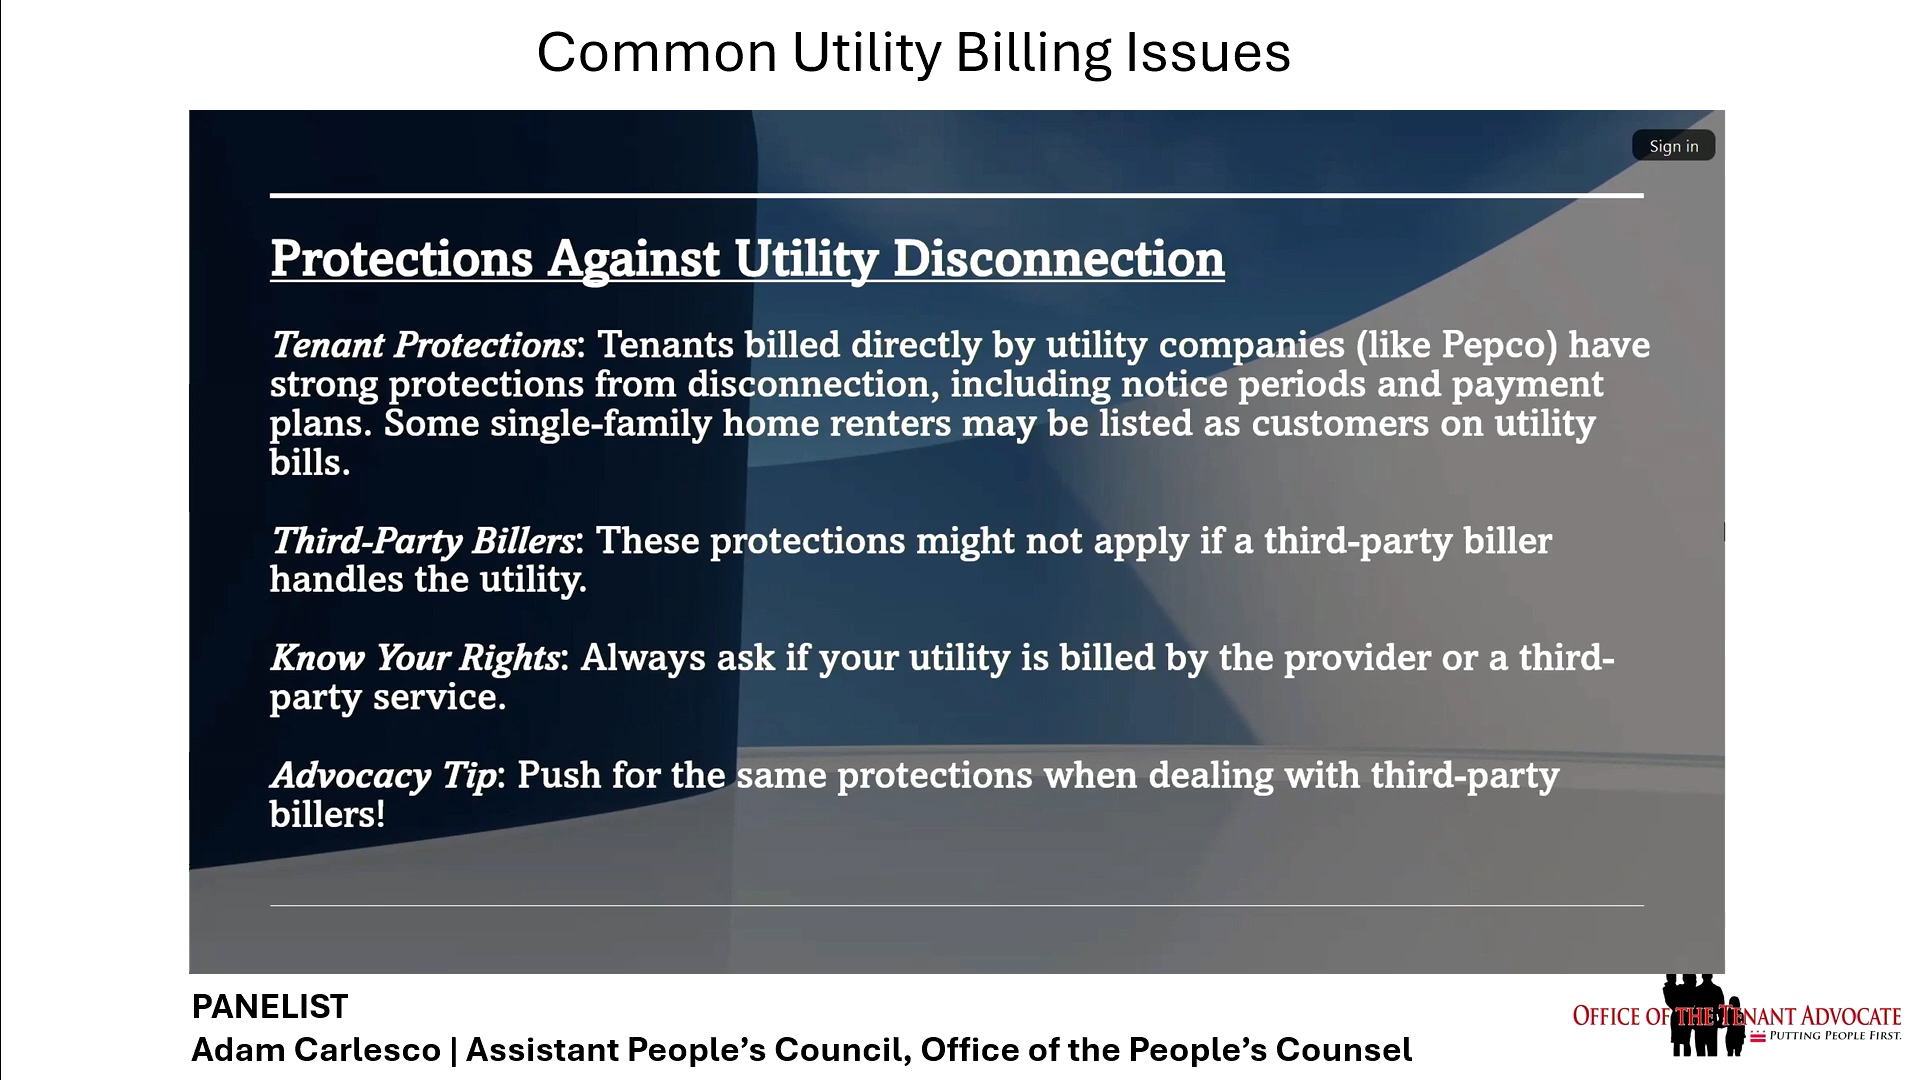 Common Utility Billing Issues
Sign in
Protections Against Utility Disconnection
Tenant Protections: Tenants billed directly by utility companies (like Pepco) have
strong protections from disconnection, including notice periods and payment
plans. Some single-family home renters may be listed as customers on utility
bills.
Third-Party Billers: These protections might not apply if a third-party biller
handles the utility.
Know Your Rights: Always ask if your utility is billed by the provider or a third-
party service.
Advocacy Tip: Push for the same protections when dealing with third-party
billers!
PANELIST
Adam Carlesco | Assistant People’s Council, Office of the People’s Counsel
OFFICE OF THE TENANT ADVOCATE
PUTTING PEOPLE FIRST.